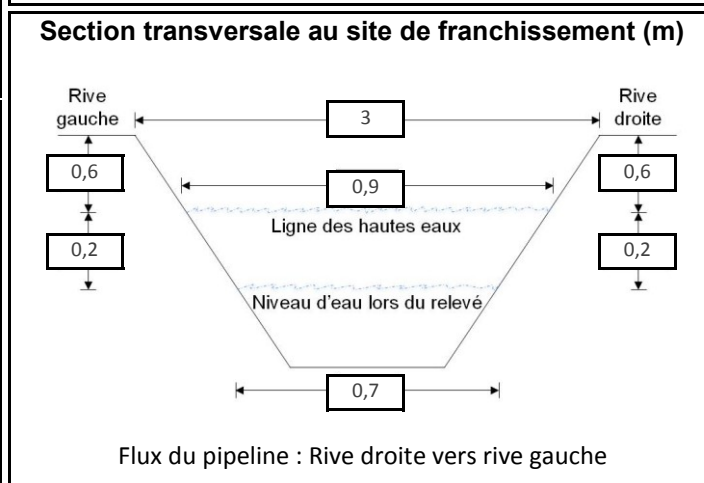 Section transversale au site de franchissement (m)
Rive
gauche
3
Rive
droite
0,6
0,9
0,6
Ligne des hautes eaux
0,2
0,2
Niveau d'eau lors du relevé
0,7
Flux du pipeline : Rive droite vers rive gauche